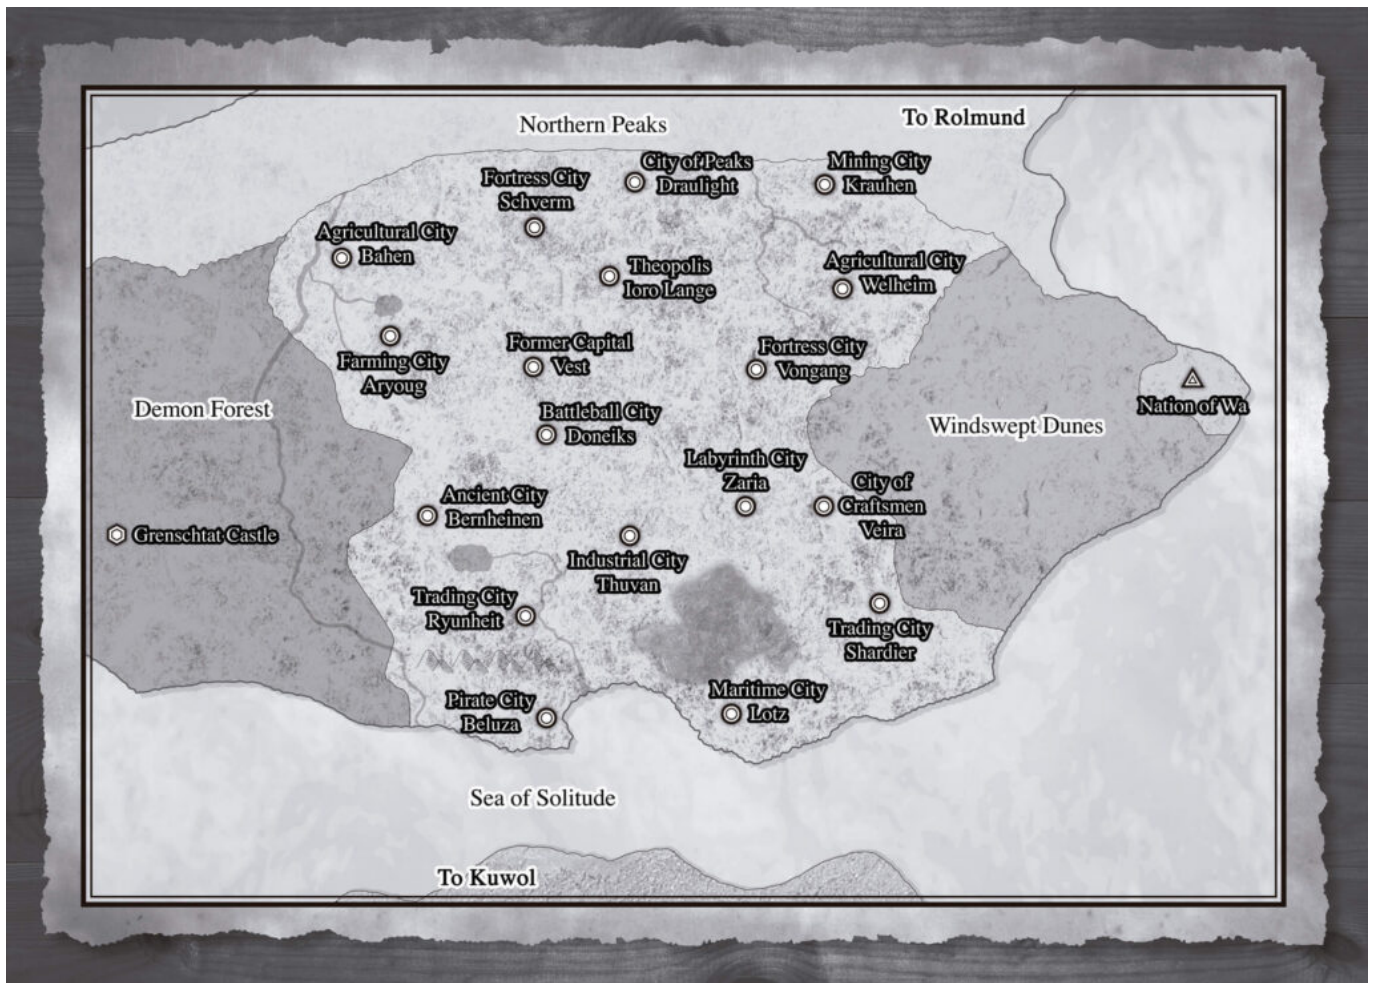 Northern Peaks
To Rolmund
City of Peaks
Draulight
Mining City
Krauhen
Fortress City
Schverm
Agricultural City
Bahen
Theopolis
Ioro Lange
Agricultural City
Welheim
Farming City
Aryoug
Former Capital
Vest
Fortress City
Vongang
Nation of Wa
Demon Forest
Battleball City
Doneiks
Windswept Dunes
Labyrinth City
Zaria
City of
Craftsmen
Veira
Ancient City
Bernheinen
Grenschtat Castle
Industrial City
Thuvan
Trading City
Ryunheit
Trading City
Shardier
Pirate City
Beluza
Maritime City
Lotz
Sea of Solitude
To Kuwol